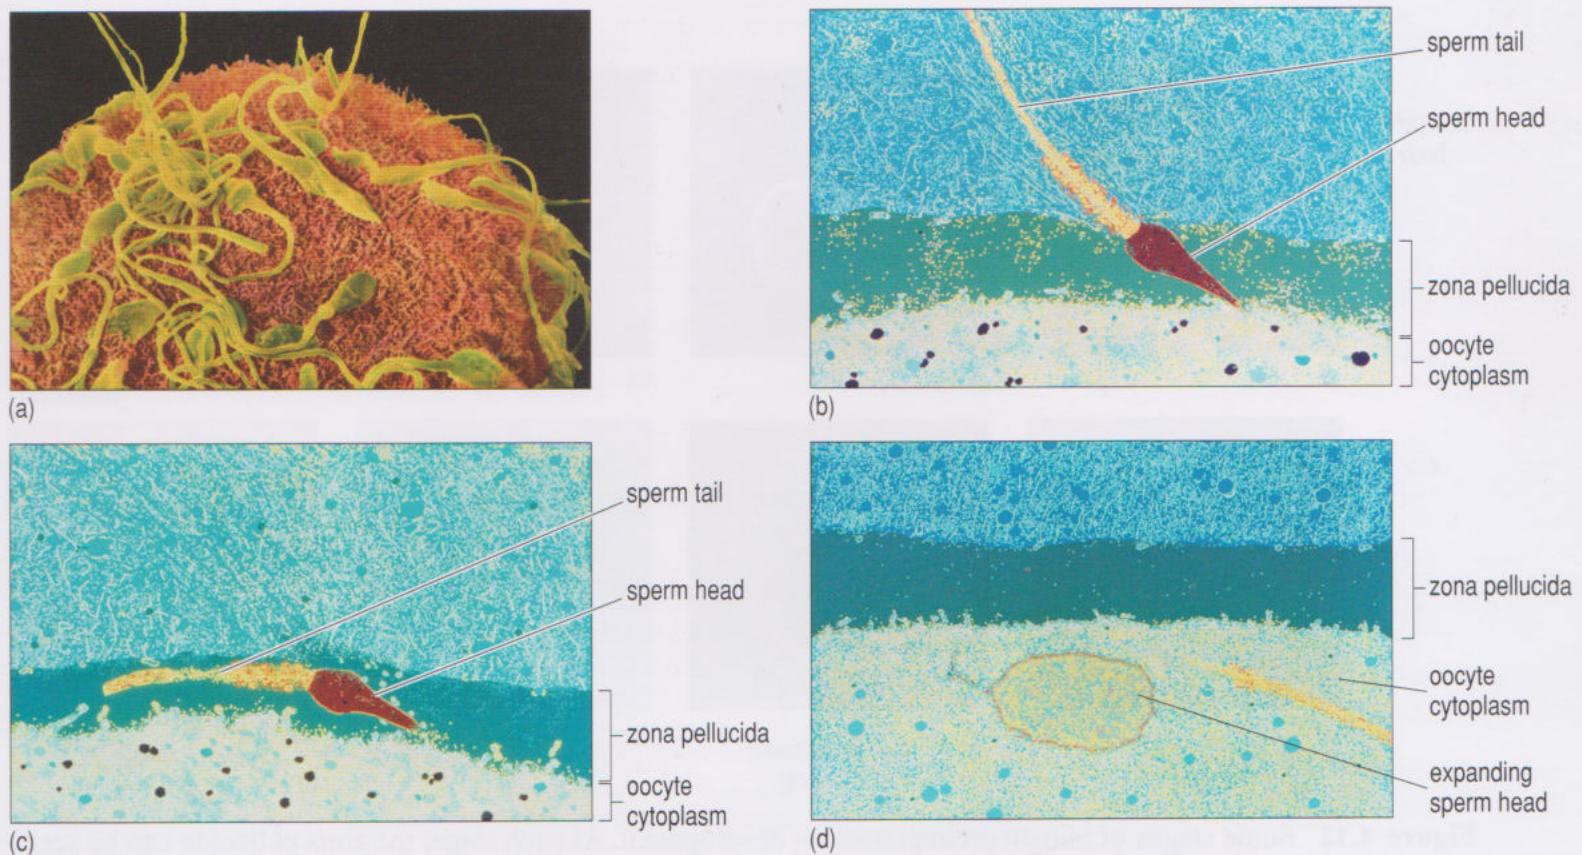 (a)
sperm tail
sperm head
zona pellucida
oocyte
cytoplasm
(b)
sperm tail
sperm head
zona pellucida
oocyte
cytoplasm
(c)
zona pellucida
oocyte
cytoplasm
expanding
sperm head
(d)